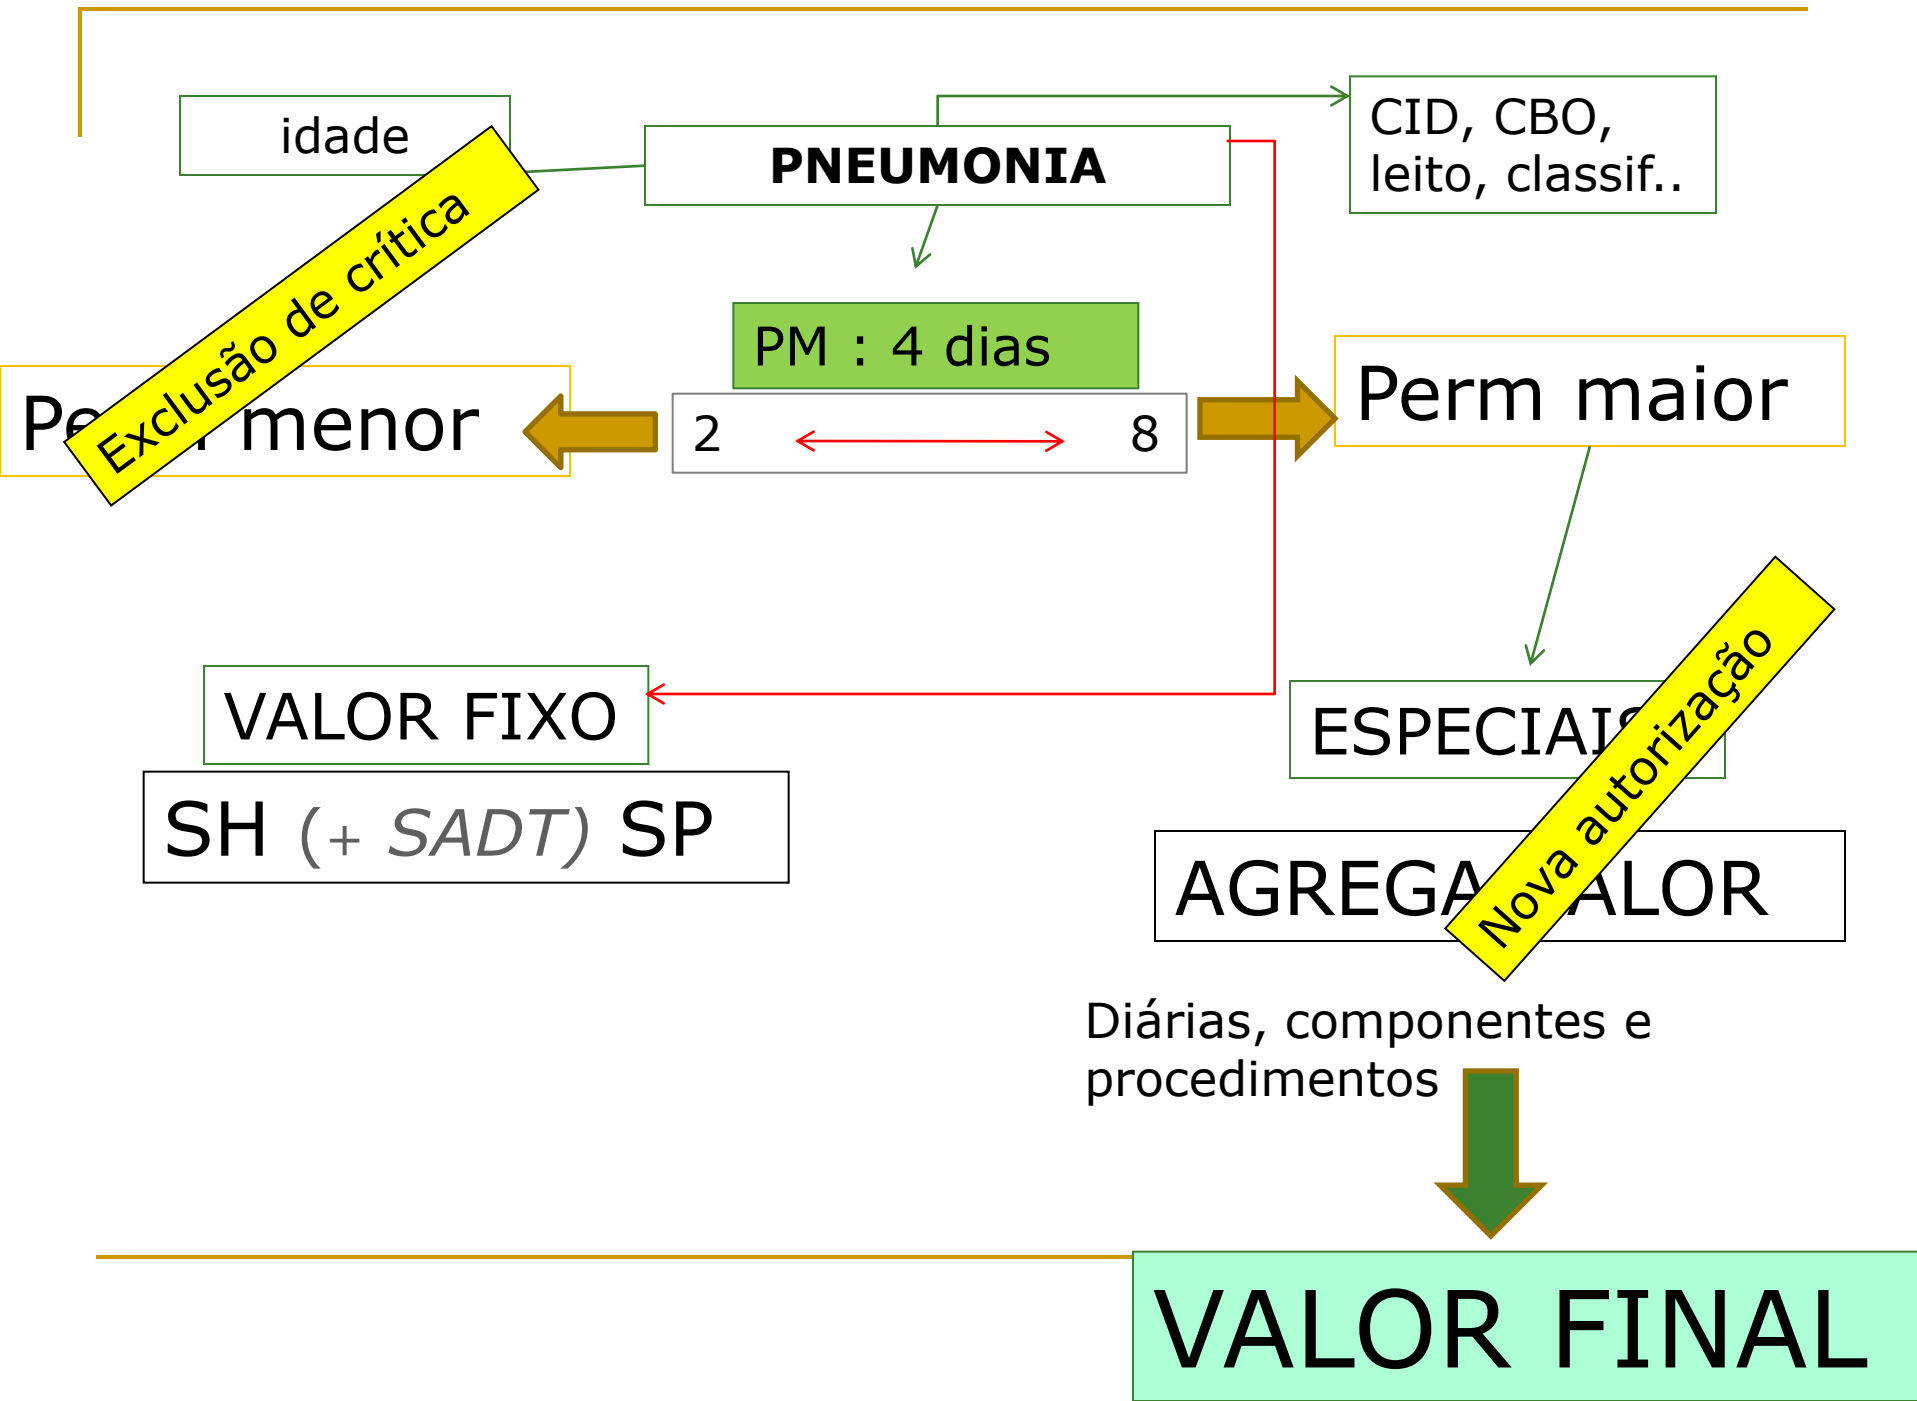 idade
PNEUMONIA
CID, CBO,
leito, classif..
Exclusão de crítica
PM : 4 dias
2 8
menor
Perm maior
VALOR FIXO
SH (+ SADT) SP
ESPECIAIS
Nova autorização
AGREGA VALOR
Diárias, componentes e
procedimentos
VALOR FINAL